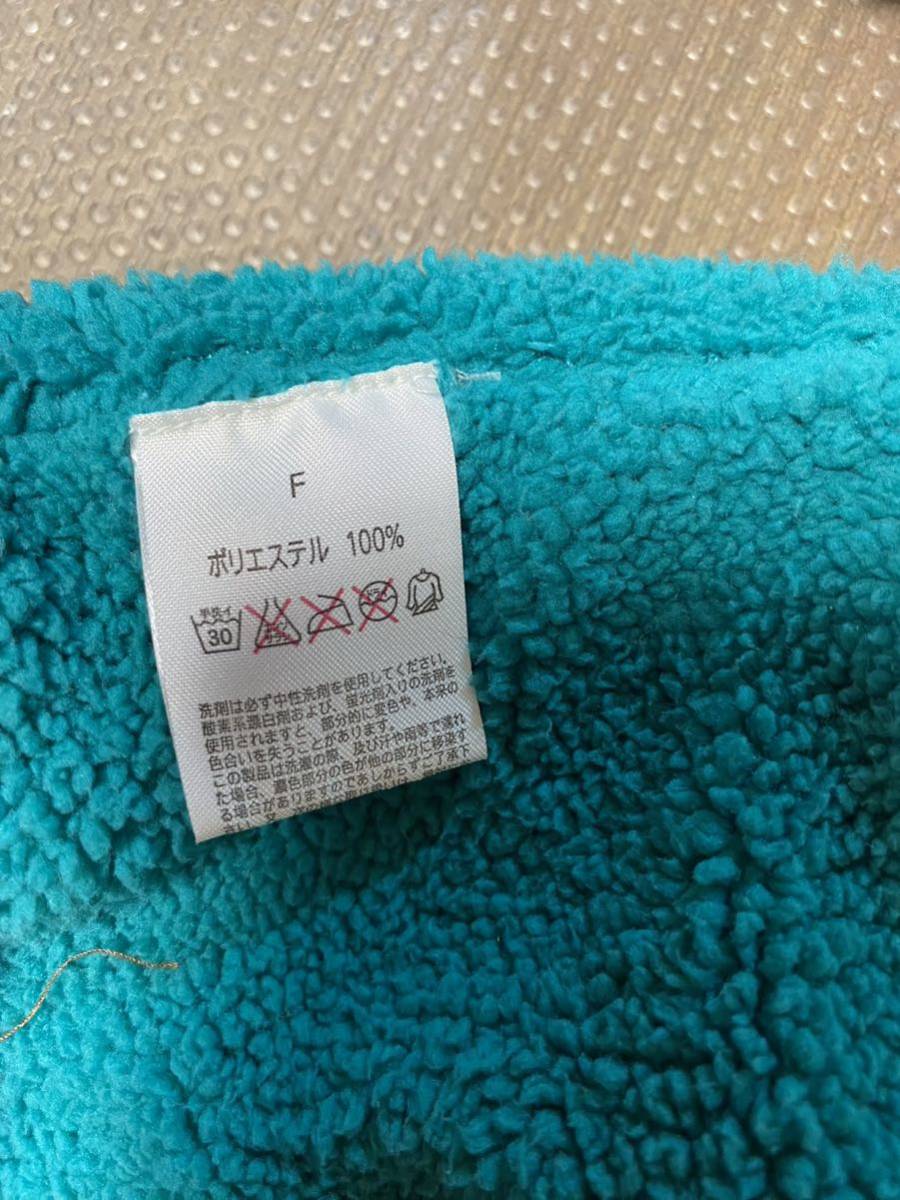 F
ポリエステル 100%
手洗イ
30
洗剤は必ず中性洗剤を使用してください。
酸素系漂白剤および、蛍光剤入りの洗剤を
使用されますと、部分的に変色や、本来の
色合いを失うことがあります。
この製品は洗濯の際、及び汗や雨等で濡れ
た場合、濃色部分の色が他の部分に移染す
る場合がありますのであしからずご了承下
さい。